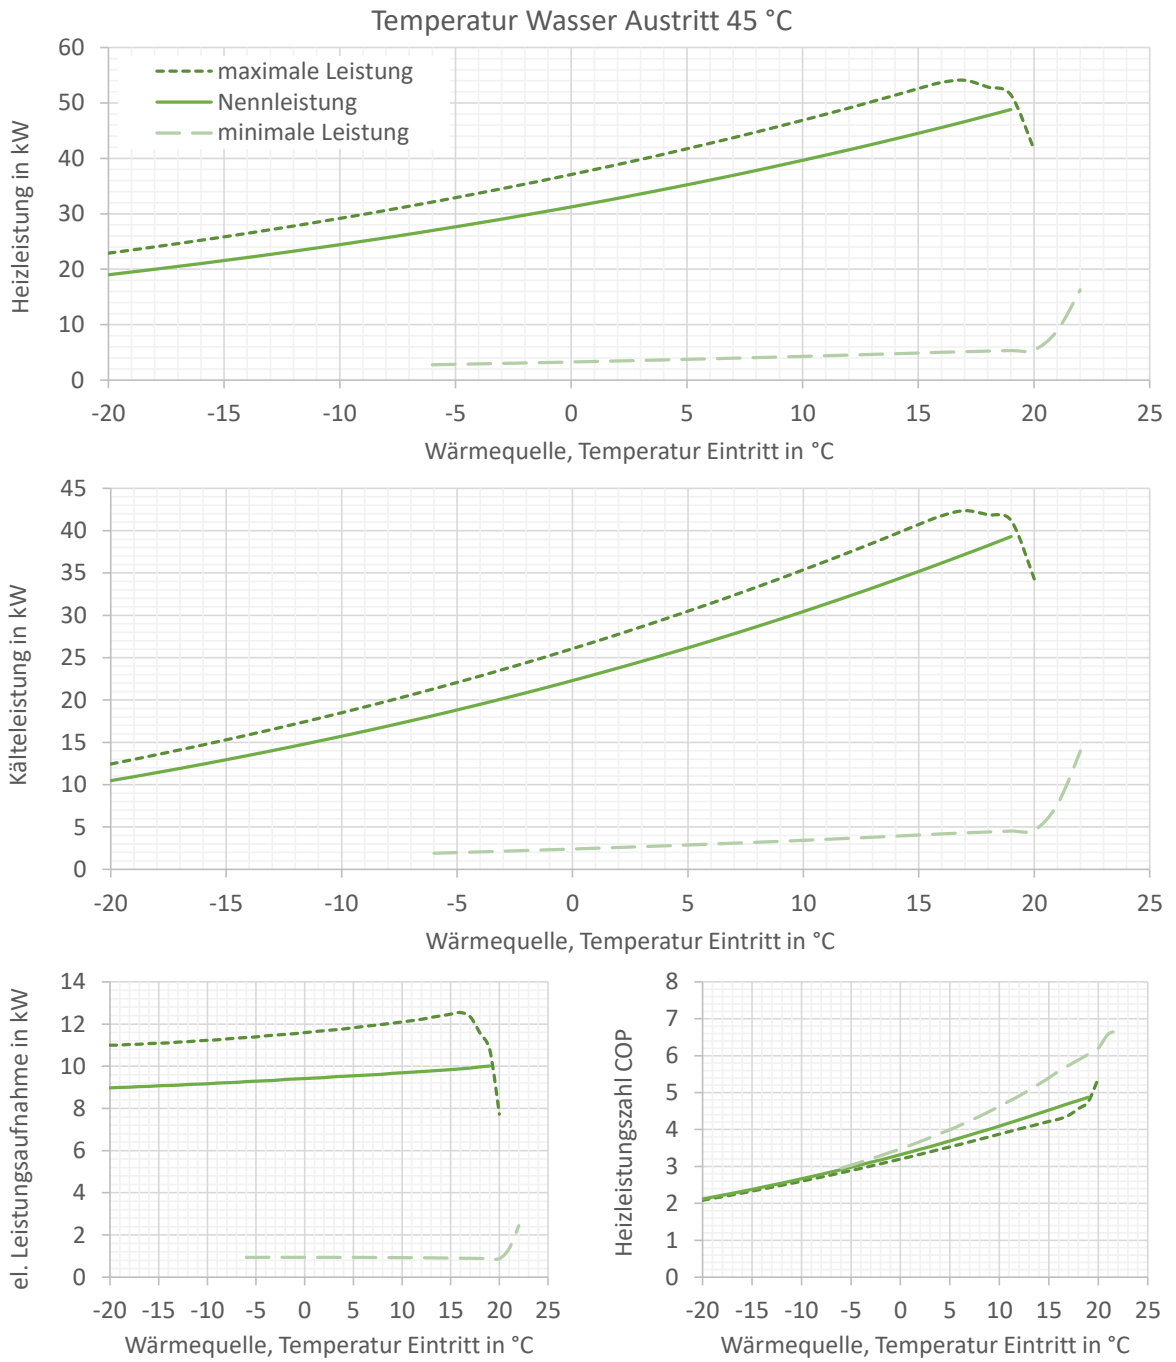 Temperatur Wasser Austritt 45 °C
maximale Leistung
Nennleistung
minimale Leistung
Heizleistung in kW
60
50
40
30
20
10
0
-20 -15 -10 -5 0 5 10 15 20 25
Wärmequelle, Temperatur Eintritt in °C
Kälteleistung in kW
45
40
35
30
25
20
15
10
5
0
-20 -15 -10 -5 0 5 10 15 20 25
Wärmequelle, Temperatur Eintritt in °C
el. Leistungsaufnahme in kW
14
12
10
8
6
4
2
0
-20 -15 -10 -5 0 5 10 15 20 25
Wärmequelle, Temperatur Eintritt in °C
Heizleistungszahl COP
8
7
6
5
4
3
2
1
0
-20 -15 -10 -5 0 5 10 15 20 25
Wärmequelle, Temperatur Eintritt in °C